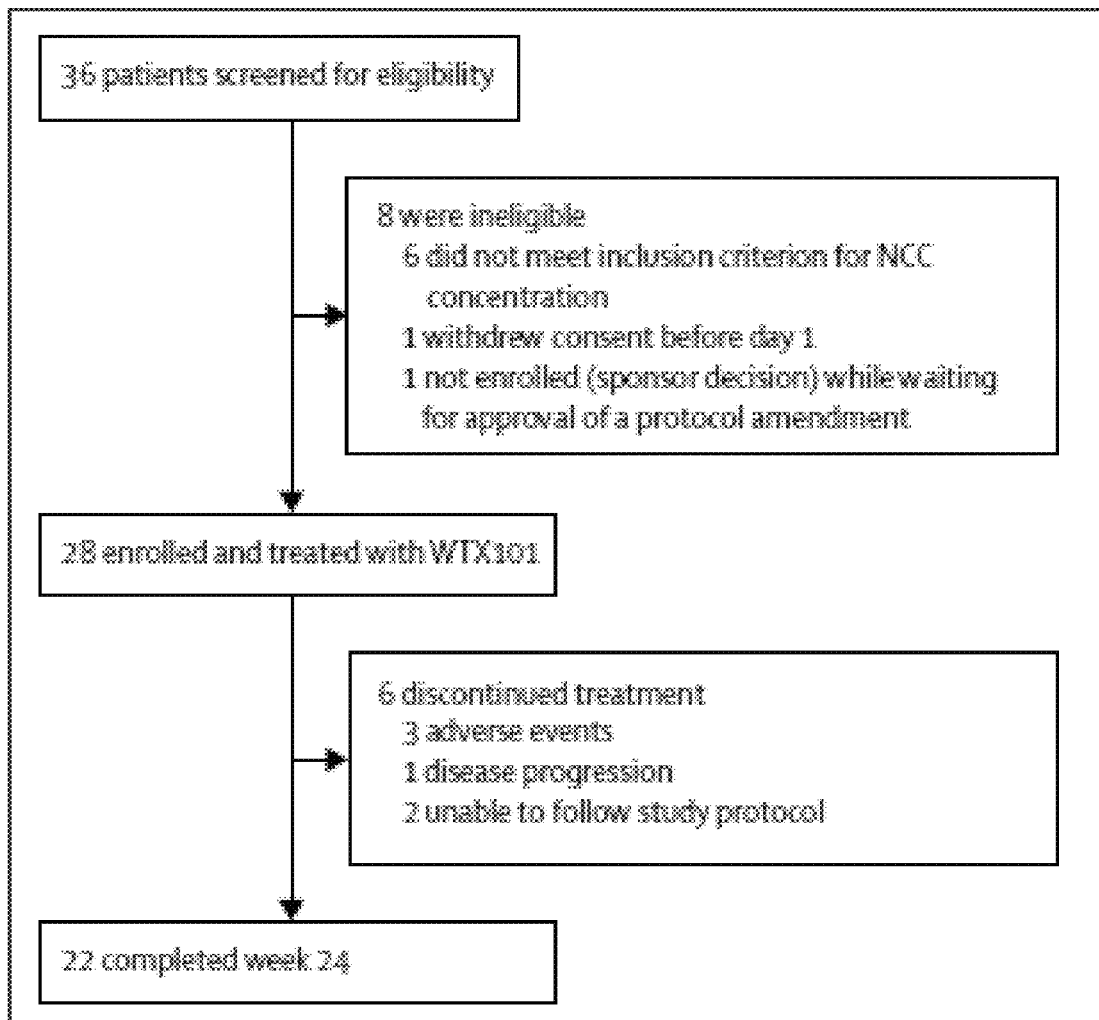 36 patients screened for eligibility
8 were ineligible
6 did not meet inclusion criterion for NCC
concentration
1 withdrew consent before day 1
1 not enrolled (sponsor decision) while waiting
for approval of a protocol amendment
28 enrolled and treated with WTX101
6 discontinued treatment
3 adverse events
1 disease progression
2 unable to follow study protocol
22 completed week 24